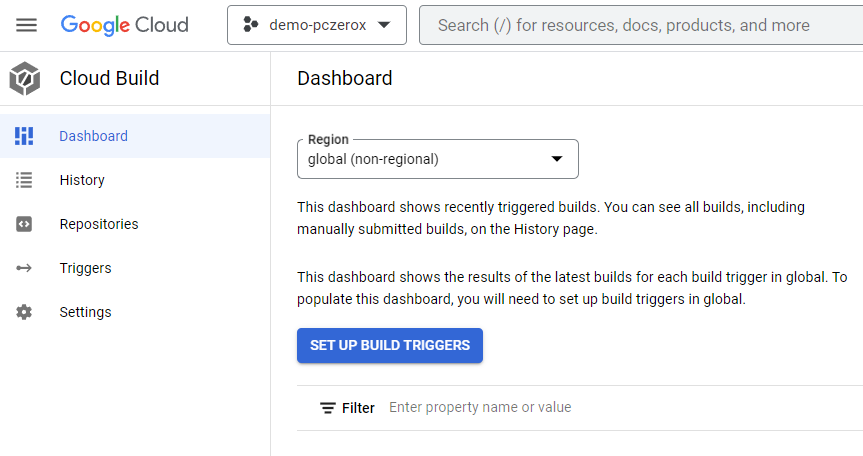 Google Cloud
demo-pczerox
Search (/) for resources, docs, products, and more
Cloud Build
Dashboard
Dashboard
History
Repositories
Triggers
Settings
Region
global (non-regional)
This dashboard shows recently triggered builds. You can see all builds, including
manually submitted builds, on the History page.
This dashboard shows the results of the latest builds for each build trigger in global. To
populate this dashboard, you will need to set up build triggers in global.
SET UP BUILD TRIGGERS
Filter Enter property name or value